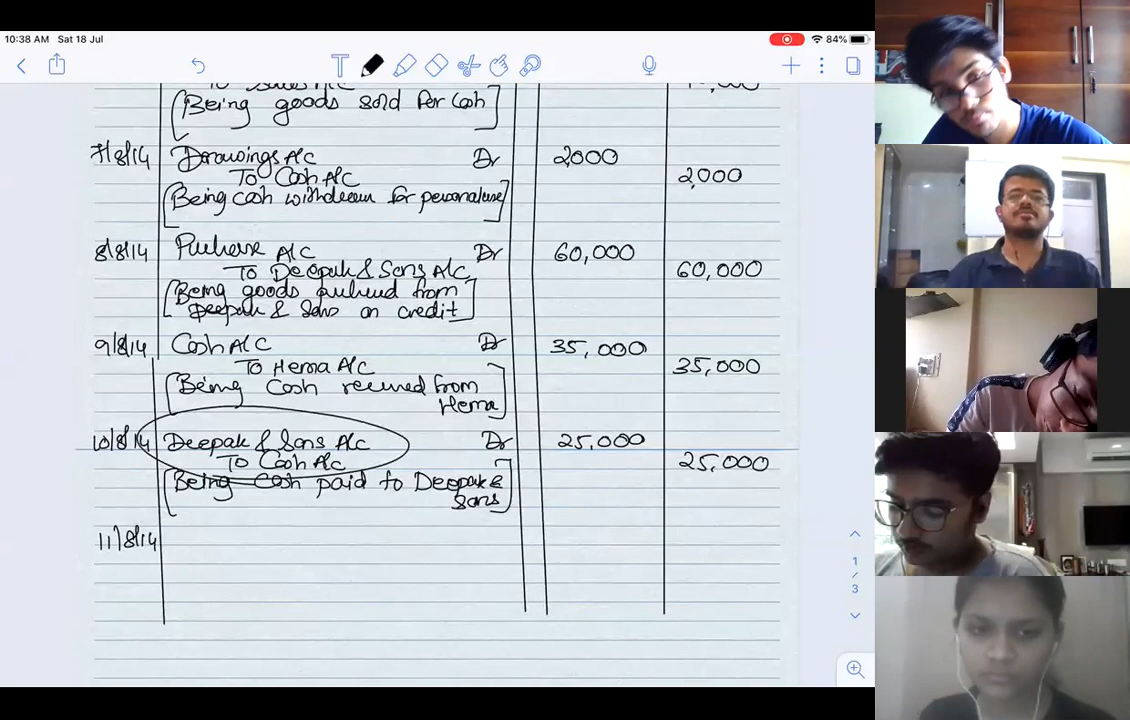 10:38 AM Sat 18 Jul
84%
T
[Being goods sold Per Cash]
7/8/14 Drawings A/c Dr 2000
To Cash A/c 2,000
[Being cash withdrawn for personal use]
8/8/14 Purchase A/c Dr 60,000
To Deepak & Sons A/c 60,000
[Being goods purchased from
Deepak & Sons on credit]
9/8/14 Cash A/c Dr 35,000
To Hema A/c 35,000
[Being Cash received from
Hema]
10/8/14 Deepak & Sons A/c Dr 25,000
To Cash A/c 25,000
[Being cash paid to Deepak &
Sons]
11/8/14
1
/
3